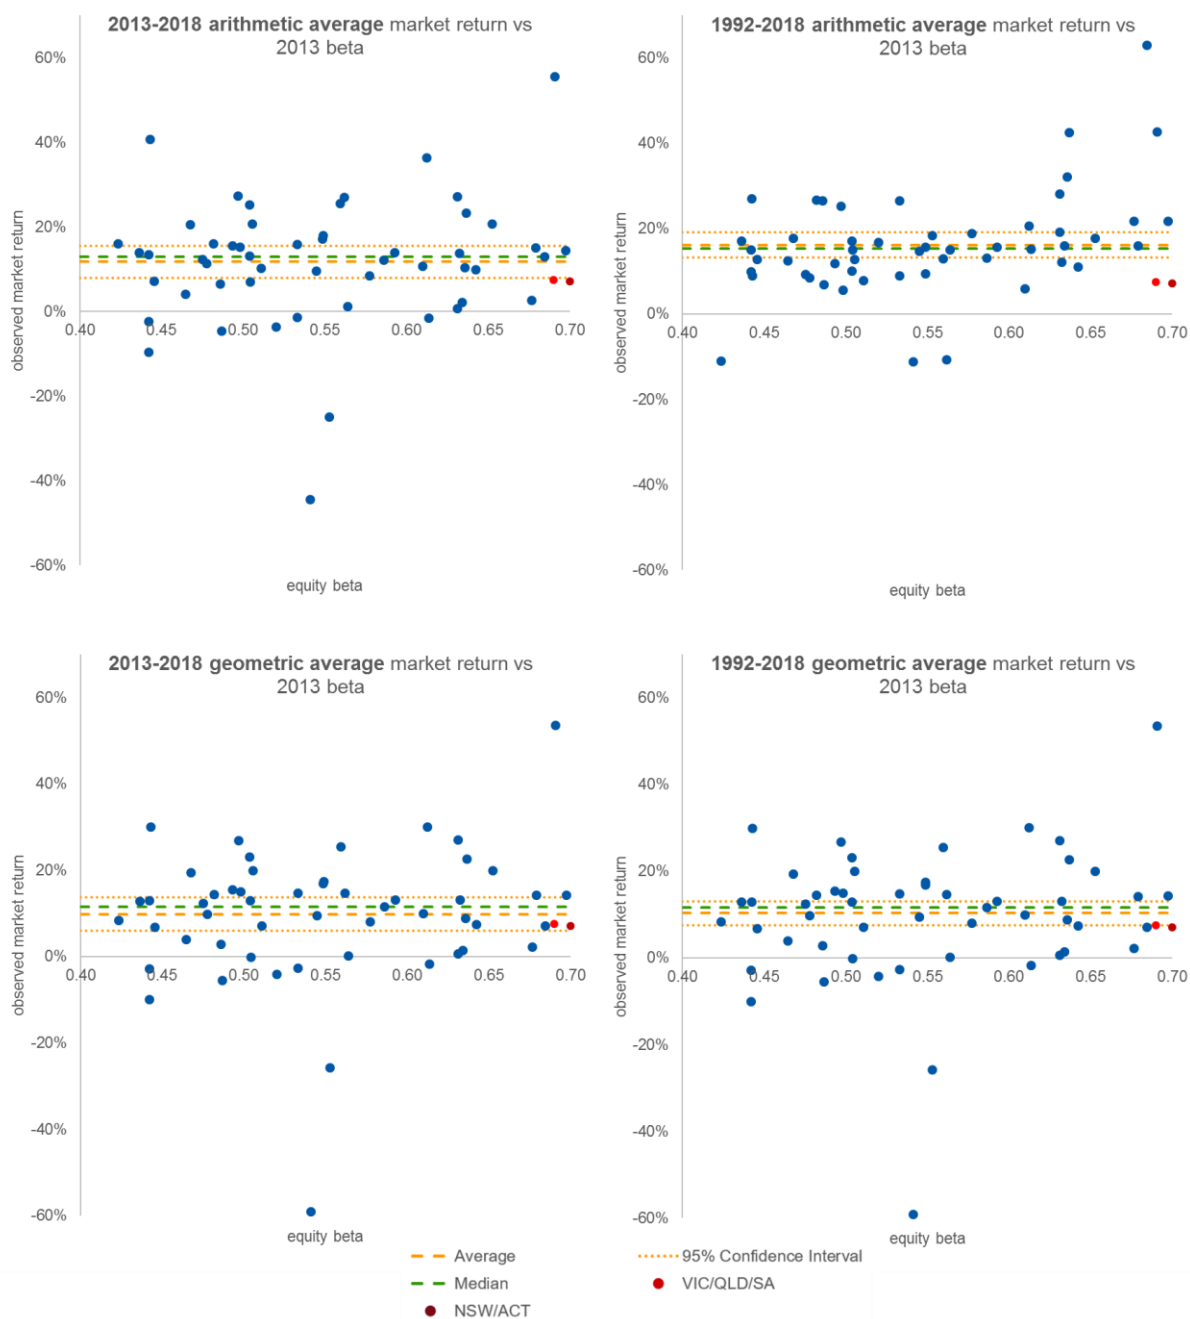 2013-2018 arithmetic average market return vs
2013 beta
60%
40%
20%
0%
-20%
-40%
-60%
0.40
0.45
0.50
0.55
0.60
0.65
0.70
observed market return
equity beta
1992-2018 arithmetic average market return vs
2013 beta
60%
40%
20%
0%
-20%
-40%
-60%
0.40
0.45
0.50
0.55
0.60
0.65
0.70
observed market return
equity beta
2013-2018 geometric average market return vs
2013 beta
60%
40%
20%
0%
-20%
-40%
-60%
0.40
0.45
0.50
0.55
0.60
0.65
0.70
observed market return
equity beta
1992-2018 geometric average market return vs
2013 beta
60%
40%
20%
0%
-20%
-40%
-60%
0.40
0.45
0.50
0.55
0.60
0.65
0.70
observed market return
equity beta
Average
95% Confidence Interval
Median
VIC/QLD/SA
NSW/ACT